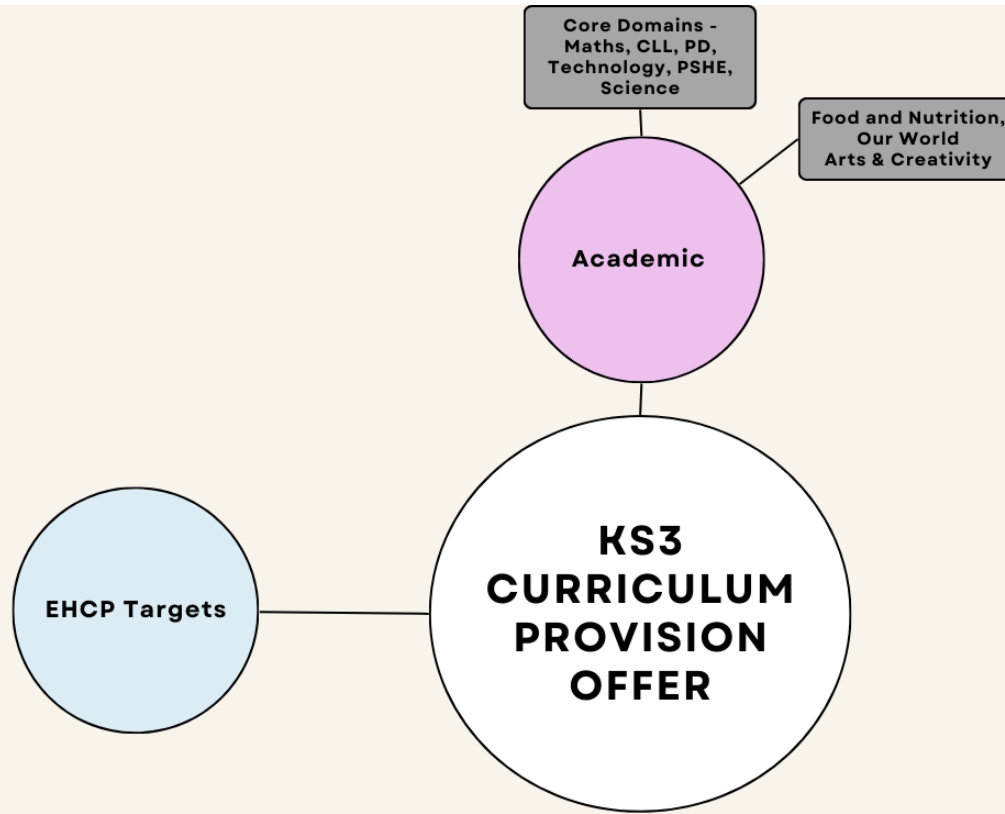 Core Domains -
Maths, CLL, PD,
Technology, PSHE,
Science
Food and Nutrition,
Our World
Arts & Creativity
Academic
EHCP Targets
KS3
CURRICULUM
PROVISION
OFFER